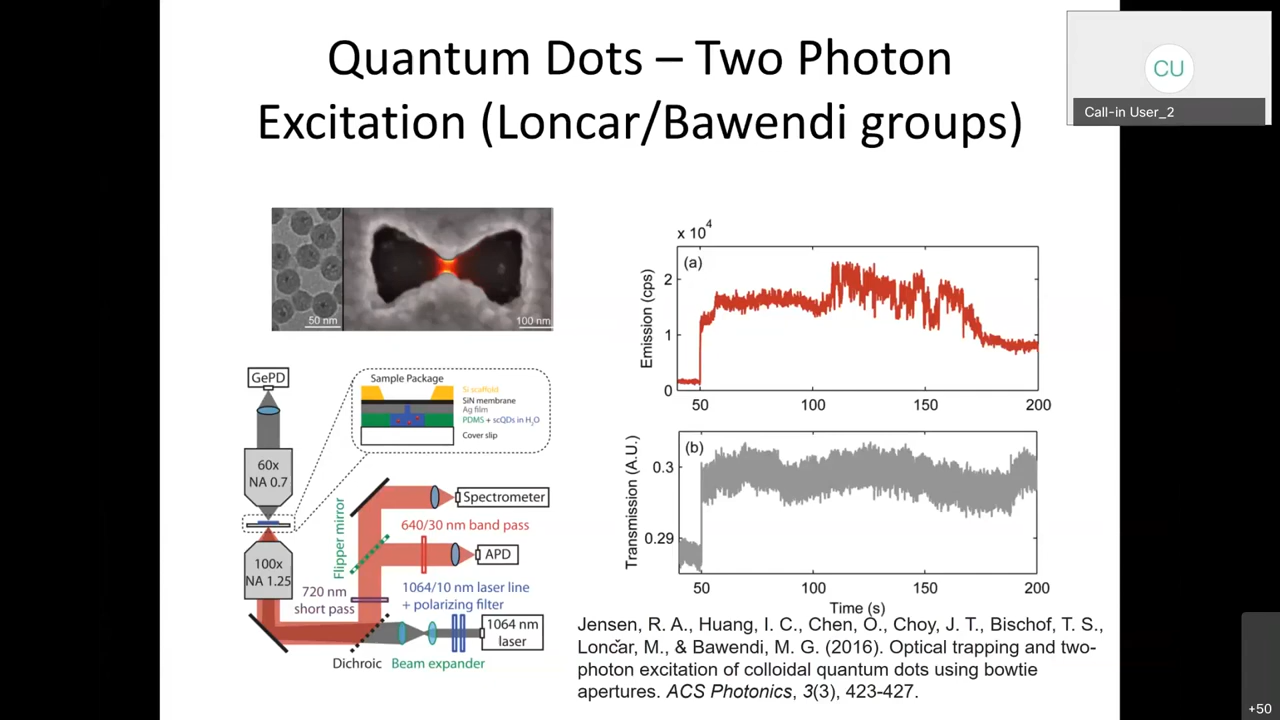 Quantum Dots – Two Photon
Excitation (Loncar/Bawendi groups)
CU
Call-in User_2
50 nm
100 nm
x 10⁴
(a)
Emission (cps)
2
1
0
50
100
150
200
(b)
Transmission (A.U.)
0.3
0.29
50
100
150
200
Time (s)
GePD
60x
NA 0.7
100x
NA 1.25
Sample Package
Si scaffold
SiN membrane
Ag film
PDMS + scQDs in H₂O
Cover slip
Spectrometer
640/30 nm band pass
Flipper mirror
APD
720 nm
short pass
1064/10 nm laser line
+ polarizing filter
1064 nm
laser
Dichroic
Beam expander
Jensen, R. A., Huang, I. C., Chen, O., Choy, J. T., Bischof, T. S.,
Lončar, M., & Bawendi, M. G. (2016). Optical trapping and two-
photon excitation of colloidal quantum dots using bowtie
apertures. ACS Photonics, 3(3), 423-427.
+50